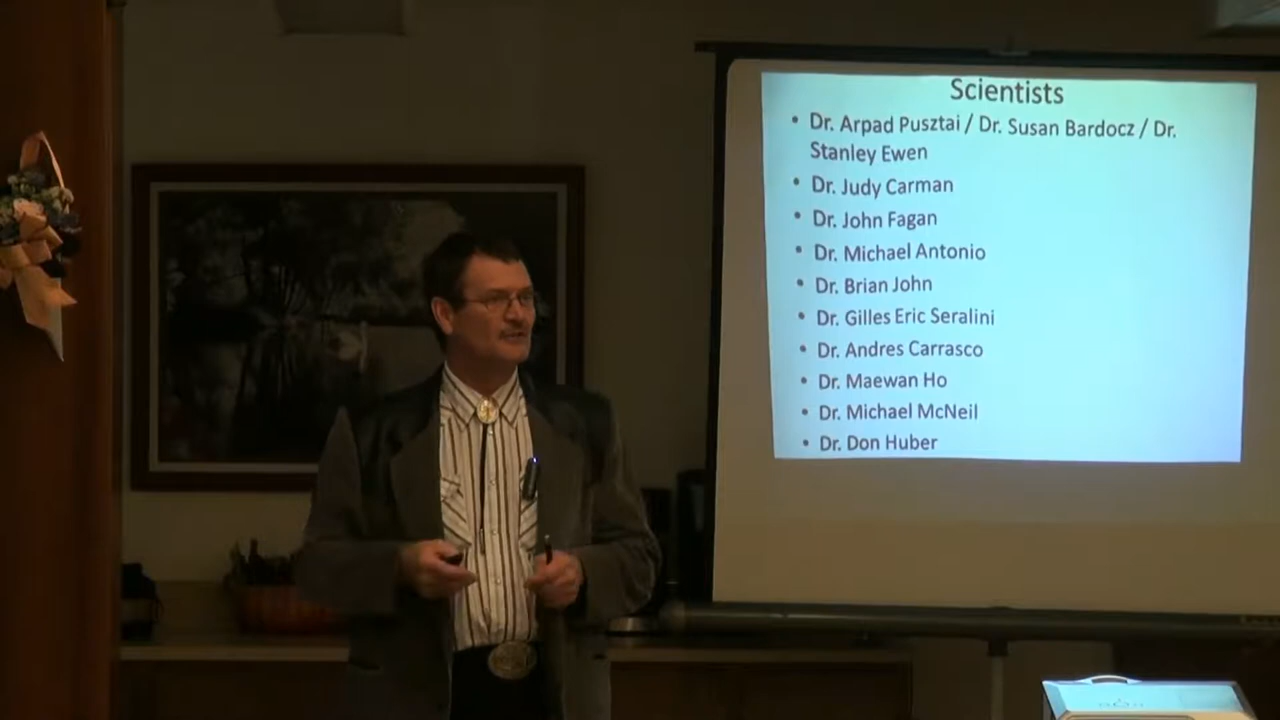 Scientists
• Dr. Arpad Pusztai / Dr. Susan Bardocz / Dr.
Stanley Ewen
• Dr. Judy Carman
• Dr. John Fagan
• Dr. Michael Antonio
• Dr. Brian John
• Dr. Gilles Eric Seralini
• Dr. Andres Carrasco
• Dr. Maewan Ho
• Dr. Michael McNeil
• Dr. Don Huber